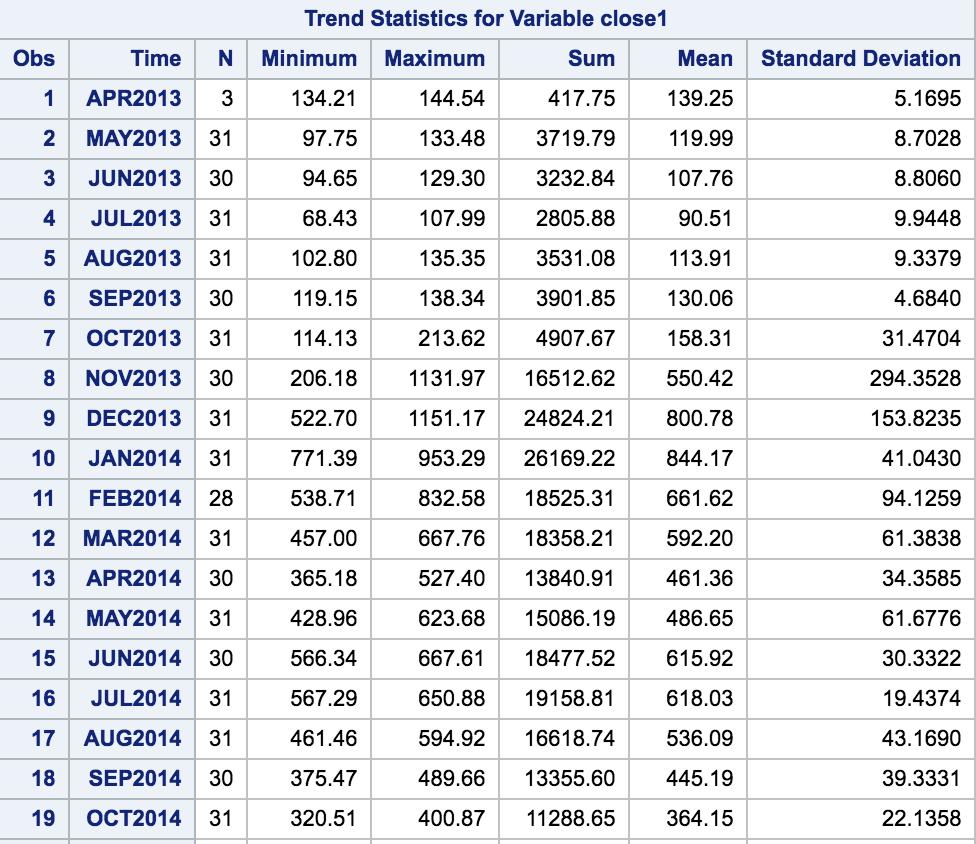 Trend Statistics for Variable close1
Obs Time N Minimum Maximum Sum Mean Standard Deviation
1 APR2013 3 134.21 144.54 417.75 139.25 5.1695
2 MAY2013 31 97.75 133.48 3719.79 119.99 8.7028
3 JUN2013 30 94.65 129.30 3232.84 107.76 8.8060
4 JUL2013 31 68.43 107.99 2805.88 90.51 9.9448
5 AUG2013 31 102.80 135.35 3531.08 113.91 9.3379
6 SEP2013 30 119.15 138.34 3901.85 130.06 4.6840
7 OCT2013 31 114.13 213.62 4907.67 158.31 31.4704
8 NOV2013 30 206.18 1131.97 16512.62 550.42 294.3528
9 DEC2013 31 522.70 1151.17 24824.21 800.78 153.8235
10 JAN2014 31 771.39 953.29 26169.22 844.17 41.0430
11 FEB2014 28 538.71 832.58 18525.31 661.62 94.1259
12 MAR2014 31 457.00 667.76 18358.21 592.20 61.3838
13 APR2014 30 365.18 527.40 13840.91 461.36 34.3585
14 MAY2014 31 428.96 623.68 15086.19 486.65 61.6776
15 JUN2014 30 566.34 667.61 18477.52 615.92 30.3322
16 JUL2014 31 567.29 650.88 19158.81 618.03 19.4374
17 AUG2014 31 461.46 594.92 16618.74 536.09 43.1690
18 SEP2014 30 375.47 489.66 13355.60 445.19 39.3331
19 OCT2014 31 320.51 400.87 11288.65 364.15 22.1358